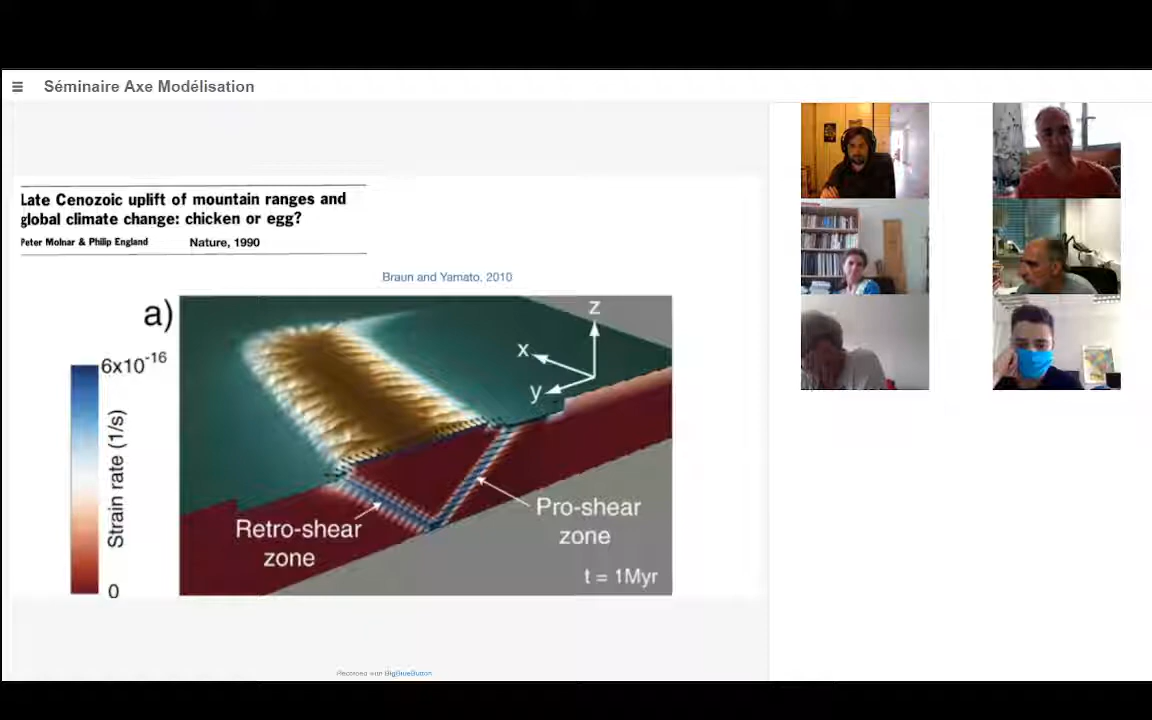 Séminaire Axe Modélisation
Late Cenozoic uplift of mountain ranges and
global climate change: chicken or egg?
Peter Molnar & Philip England Nature, 1990
Braun and Yamato, 2010
a)
z
x
y
6x10⁻¹⁶
Strain rate (1/s)
0
Retro-shear
zone
Pro-shear
zone
t = 1Myr
Recorded with BigBlueButton